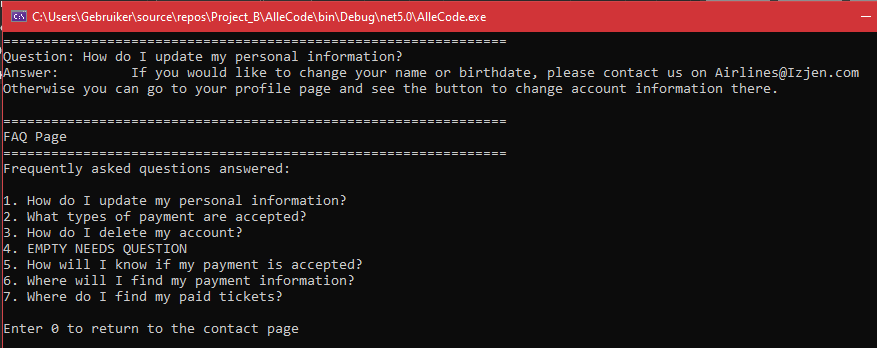 C:\Users\Gebruiker\source\repos\Project_B\AlleCode\bin\Debug\net5.0\AlleCode.exe
===============================================================
Question: How do I update my personal information?
Answer:         If you would like to change your name or birthdate, please contact us on Airlines@Izjen.com
Otherwise you can go to your profile page and see the button to change account information there.
===============================================================
FAQ Page
===============================================================
Frequently asked questions answered:
1. How do I update my personal information?
2. What types of payment are accepted?
3. How do I delete my account?
4. EMPTY NEEDS QUESTION
5. How will I know if my payment is accepted?
6. Where will I find my payment information?
7. Where do I find my paid tickets?
Enter 0 to return to the contact page